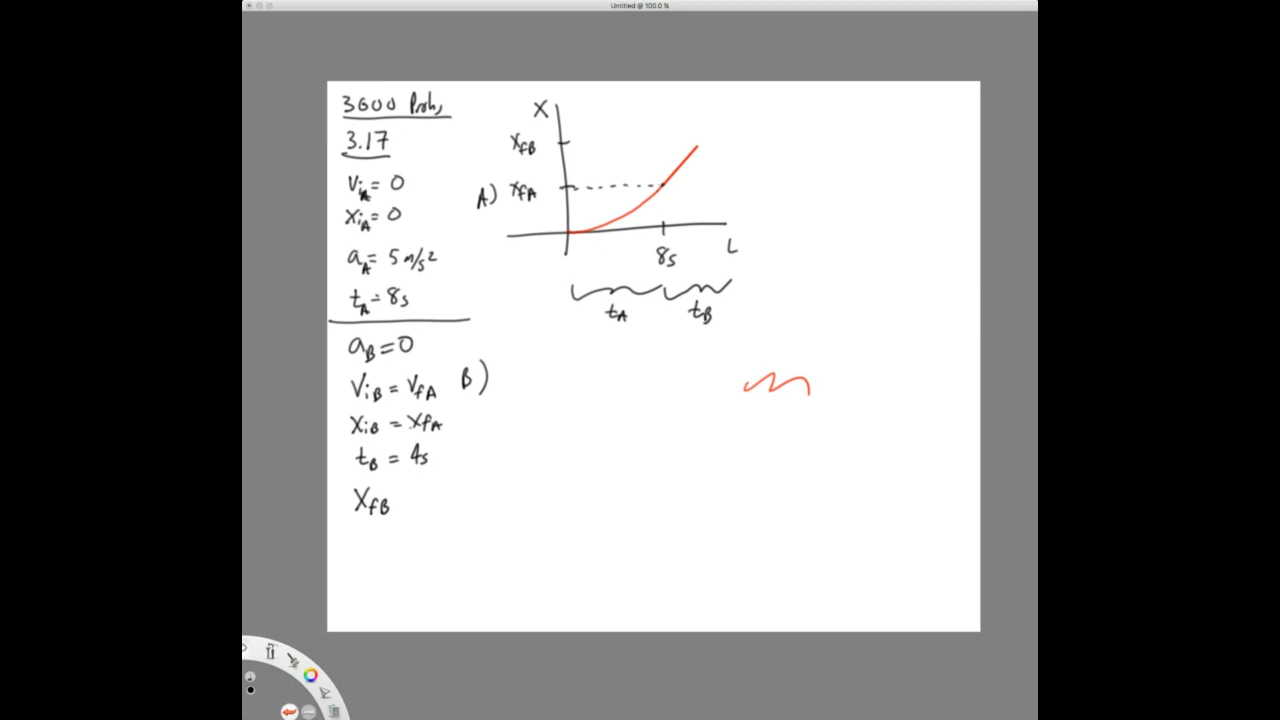 Untitled @ 100.0 %
3600 Prob,
3.17
ViA = 0
XiA = 0
aA = 5 m/s2
tA = 8s
aB = 0
ViB = VfA
XiB = XfA
tB = 4s
XfB
X
XfB
A) XfA
8s
L
tA
tB
B)